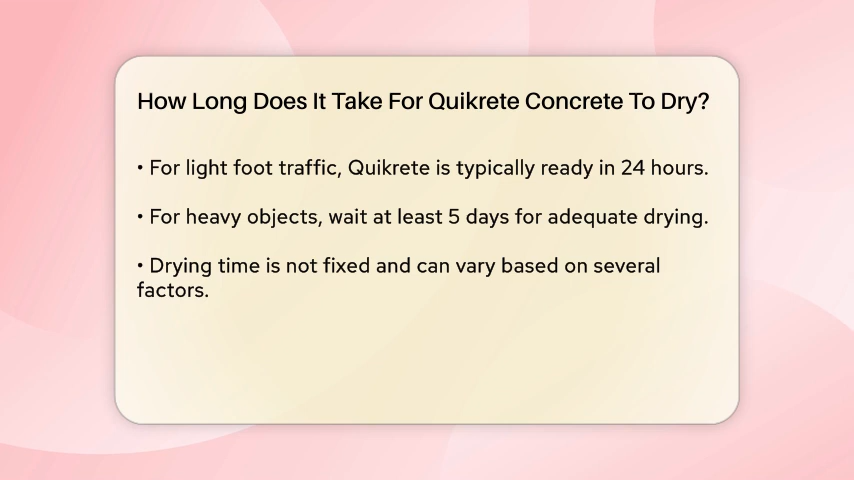 How Long Does It Take For Quikrete Concrete To Dry?
• For light foot traffic, Quikrete is typically ready in 24 hours.
• For heavy objects, wait at least 5 days for adequate drying.
• Drying time is not fixed and can vary based on several
factors.